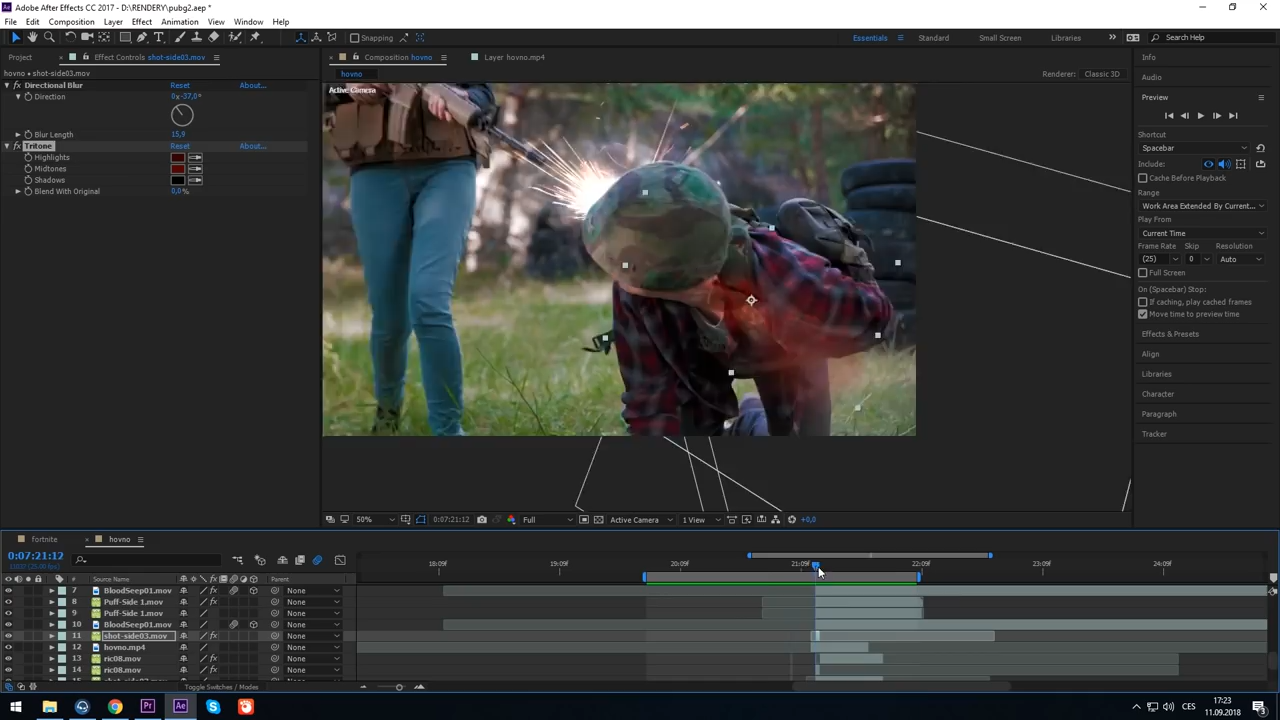 Adobe After Effects CC 2017 - D:\RENDERY\pubg2.aep *
File Edit Composition Layer Effect Animation View Window Help
Snapping Essentials Standard Small Screen Libraries Search Help
Project Effect Controls shot-side03.mov Composition hovno Layer hovno.mp4 Info
hovno • shot-side03.mov hovno Renderer: Classic 3D Audio
Directional Blur Reset About... Active Camera
Direction 0x-37,0° Preview
Blur Length 15,9
Tritone Reset About... Shortcut
Highlights Spacebar
Midtones Include:
Shadows Cache Before Playback
Blend With Original 0,0 % Range
Work Area Extended By Current...
Play From
Current Time
Frame Rate Skip Resolution
(25) 0 Auto
Full Screen
On (Spacebar) Stop:
If caching, play cached frames
Move time to preview time
Effects & Presets
Align
Libraries
Character
Paragraph
Tracker
50% 0:07:21:12 Full Active Camera 1 View +0,0
fortnite hovno
0:07:21:12
18:09f 19:09f 20:09f 21:09f 22:09f 23:09f 24:09f
# Source Name Parent
7 BloodSeep01.mov None
8 Puff-Side 1.mov None
9 Puff-Side 1.mov None
10 BloodSeep01.mov None
11 shot-side03.mov None
12 hovno.mp4 None
13 ric08.mov None
14 ric08.mov None
Toggle Switches / Modes
Pr Ae CES 17:23
11.09.2018